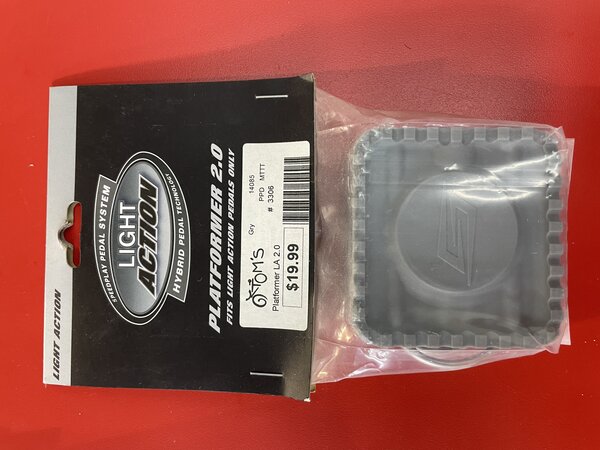 LIGHT ACTION
SPEEDPLAY PEDAL SYSTEM
LIGHT
ACTION
HYBRID PEDAL TECHNOLOGY
PLATFORMER 2.0
FITS LIGHT ACTION PEDALS ONLY
TOM'S
Platformer LA 2.0
$19.99
Gry
14085
PPD MTTT
# 3306